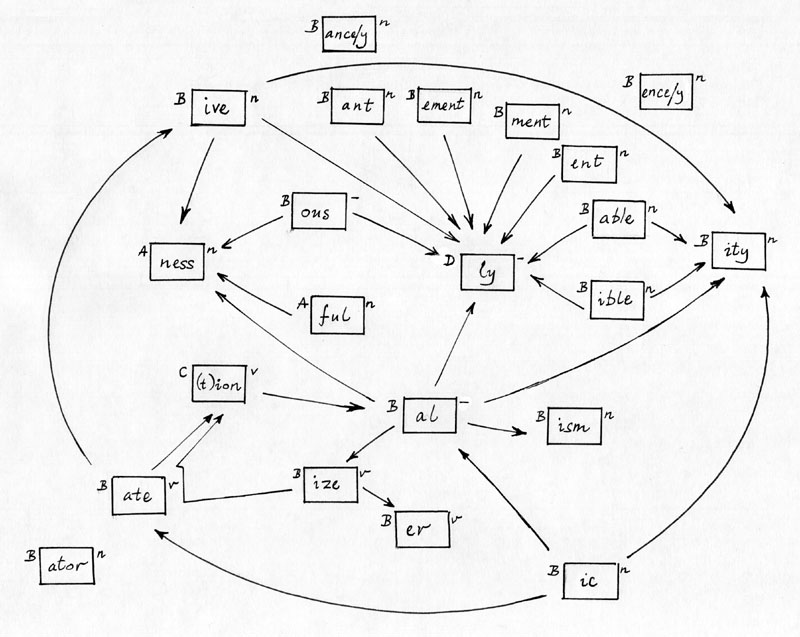 B ance/y n
B ive n
B ant n
B ement n
B ment n
B ence/y n
B ent n
B ous –
B able n
A ness n
D ly –
B ity n
A ful n
B ible n
C (t)ion v
B al –
B ism n
B ate v
B ize v
B er v
B ator n
B ic n